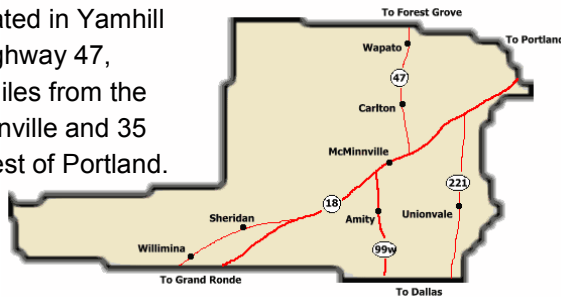 ated in Yamhill
ghway 47,
iles from the
nville and 35
est of Portland.
To Forest Grove
To Portland
Wapato
47
Carlton
McMinnville
18
Sheridan
Amity
Unionvale
221
Willimina
99w
To Grand Ronde
To Dallas